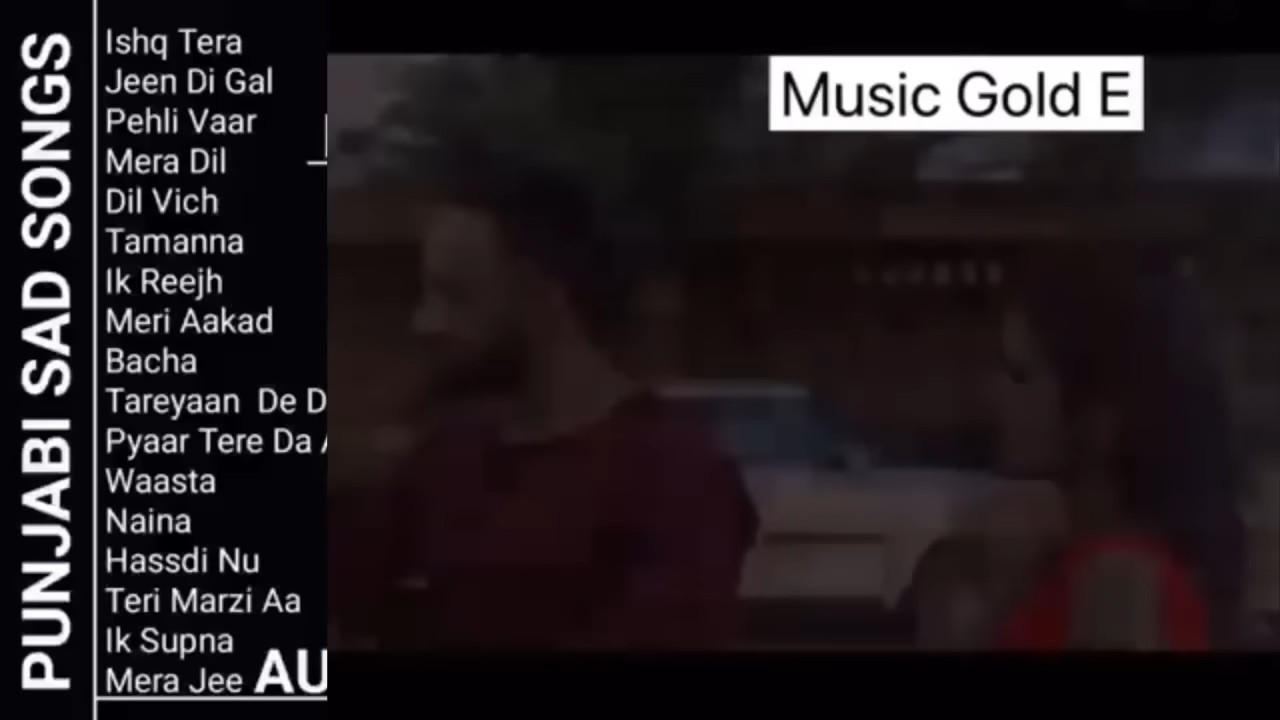 PUNJABI SAD SONGS
Ishq Tera
Jeen Di Gal
Pehli Vaar
Mera Dil
Dil Vich
Tamanna
Ik Reejh
Meri Aakad
Bacha
Tareyaan De D
Pyaar Tere Da
Waasta
Naina
Hassdi Nu
Teri Marzi Aa
Ik Supna
Mera Jee
AU
Music Gold E